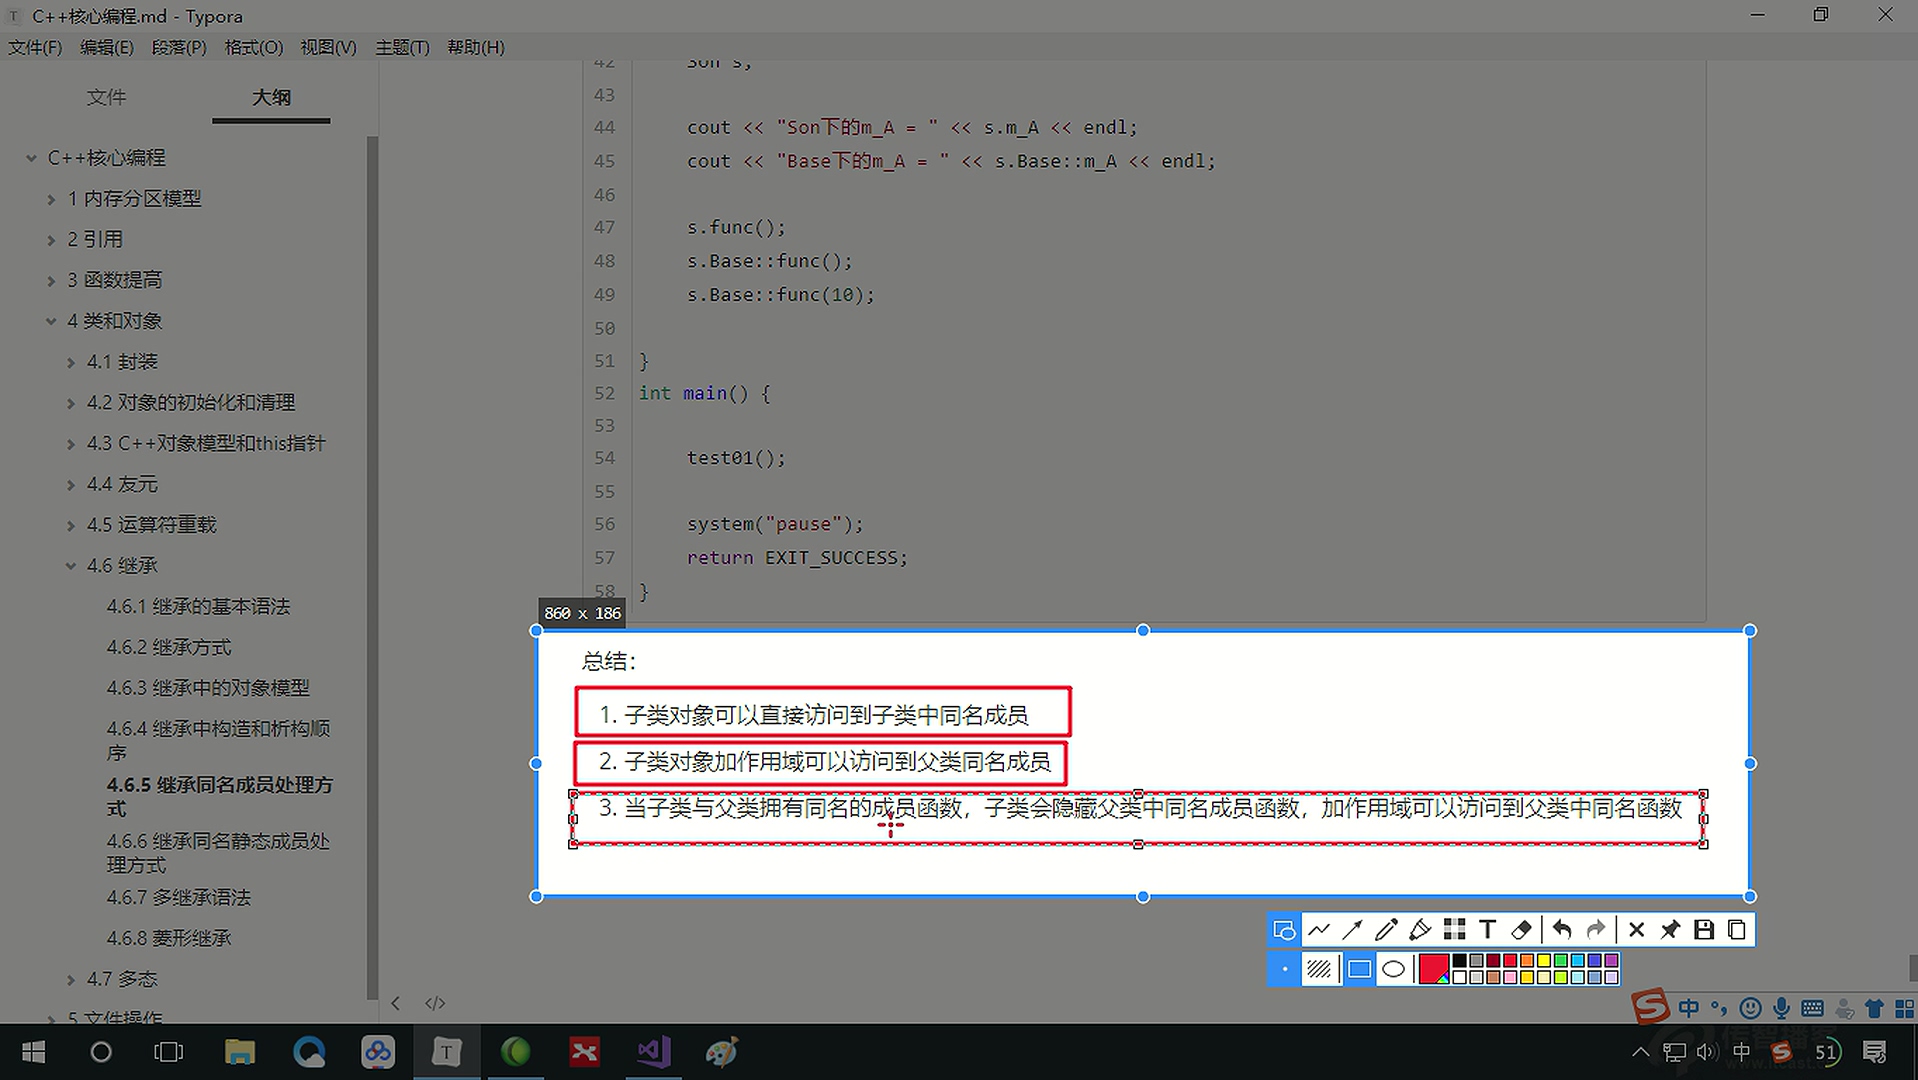 C++核心编程.md - Typora
文件(F) 编辑(E) 段落(P) 格式(O) 视图(V) 主题(T) 帮助(H)
文件 大纲
C++核心编程
1 内存分区模型
2 引用
3 函数提高
4 类和对象
4.1 封装
4.2 对象的初始化和清理
4.3 C++对象模型和this指针
4.4 友元
4.5 运算符重载
4.6 继承
4.6.1 继承的基本语法
4.6.2 继承方式
4.6.3 继承中的对象模型
4.6.4 继承中构造和析构顺
序
4.6.5 继承同名成员处理方
式
4.6.6 继承同名静态成员处
理方式
4.6.7 多继承语法
4.6.8 菱形继承
4.7 多态
5 文件操作
42 Son s;
43
44 cout << "Son下的m_A = " << s.m_A << endl;
45 cout << "Base下的m_A = " << s.Base::m_A << endl;
46
47 s.func();
48 s.Base::func();
49 s.Base::func(10);
50
51 }
52 int main() {
53
54 test01();
55
56 system("pause");
57 return EXIT_SUCCESS;
58 }
860 x 186
总结：
1. 子类对象可以直接访问到子类中同名成员
2. 子类对象加作用域可以访问到父类同名成员
3. 当子类与父类拥有同名的成员函数，子类会隐藏父类中同名成员函数，加作用域可以访问到父类中同名函数
中
中 51